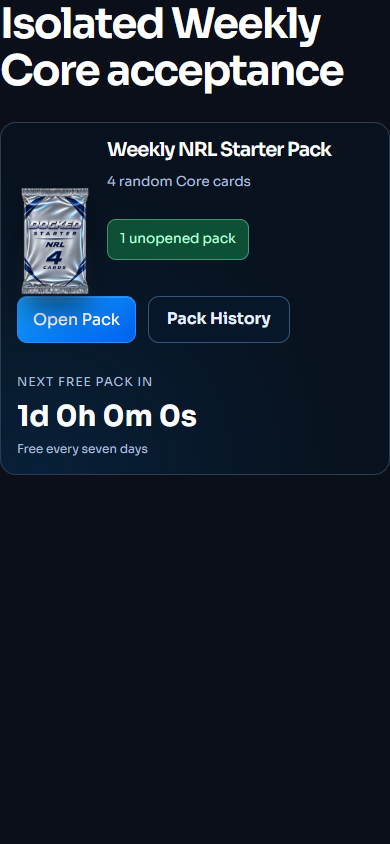 Isolated Weekly
Core acceptance
Weekly NRL Starter Pack
4 random Core cards
1 unopened pack
DOCKED
STARTER
NRL
4
CARDS
Open Pack
Pack History
NEXT FREE PACK IN
1d 0h 0m 0s
Free every seven days